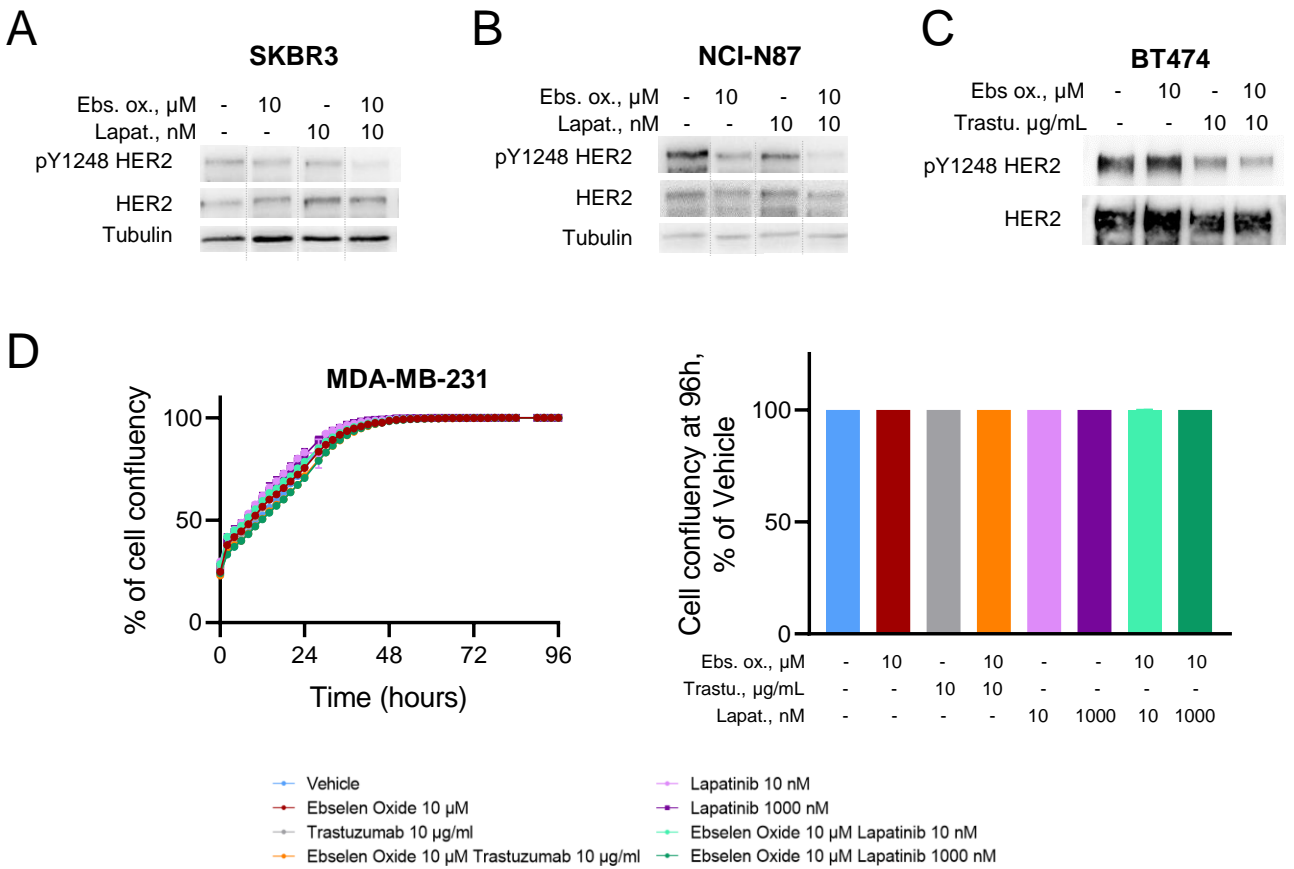 A
SKBR3
Ebs. ox., µM - 10 - 10
Lapat., nM - - 10 10
pY1248 HER2
HER2
Tubulin
B
NCI-N87
Ebs. ox., µM - 10 - 10
Lapat., nM - - 10 10
pY1248 HER2
HER2
Tubulin
C
BT474
Ebs ox., µM - 10 - 10
Trastu. µg/mL - - 10 10
pY1248 HER2
HER2
D
MDA-MB-231
% of cell confluency
100
50
0
0 24 48 72 96
Time (hours)
Cell confluency at 96h,
% of Vehicle
100
50
0
Ebs. ox., µM - 10 - 10 - - 10 10
Trastu., µg/mL - - 10 10 - - - -
Lapat., nM - - - - 10 1000 10 1000
Vehicle
Ebselen Oxide 10 µM
Trastuzumab 10 µg/ml
Ebselen Oxide 10 µM Trastuzumab 10 µg/ml
Lapatinib 10 nM
Lapatinib 1000 nM
Ebselen Oxide 10 µM Lapatinib 10 nM
Ebselen Oxide 10 µM Lapatinib 1000 nM